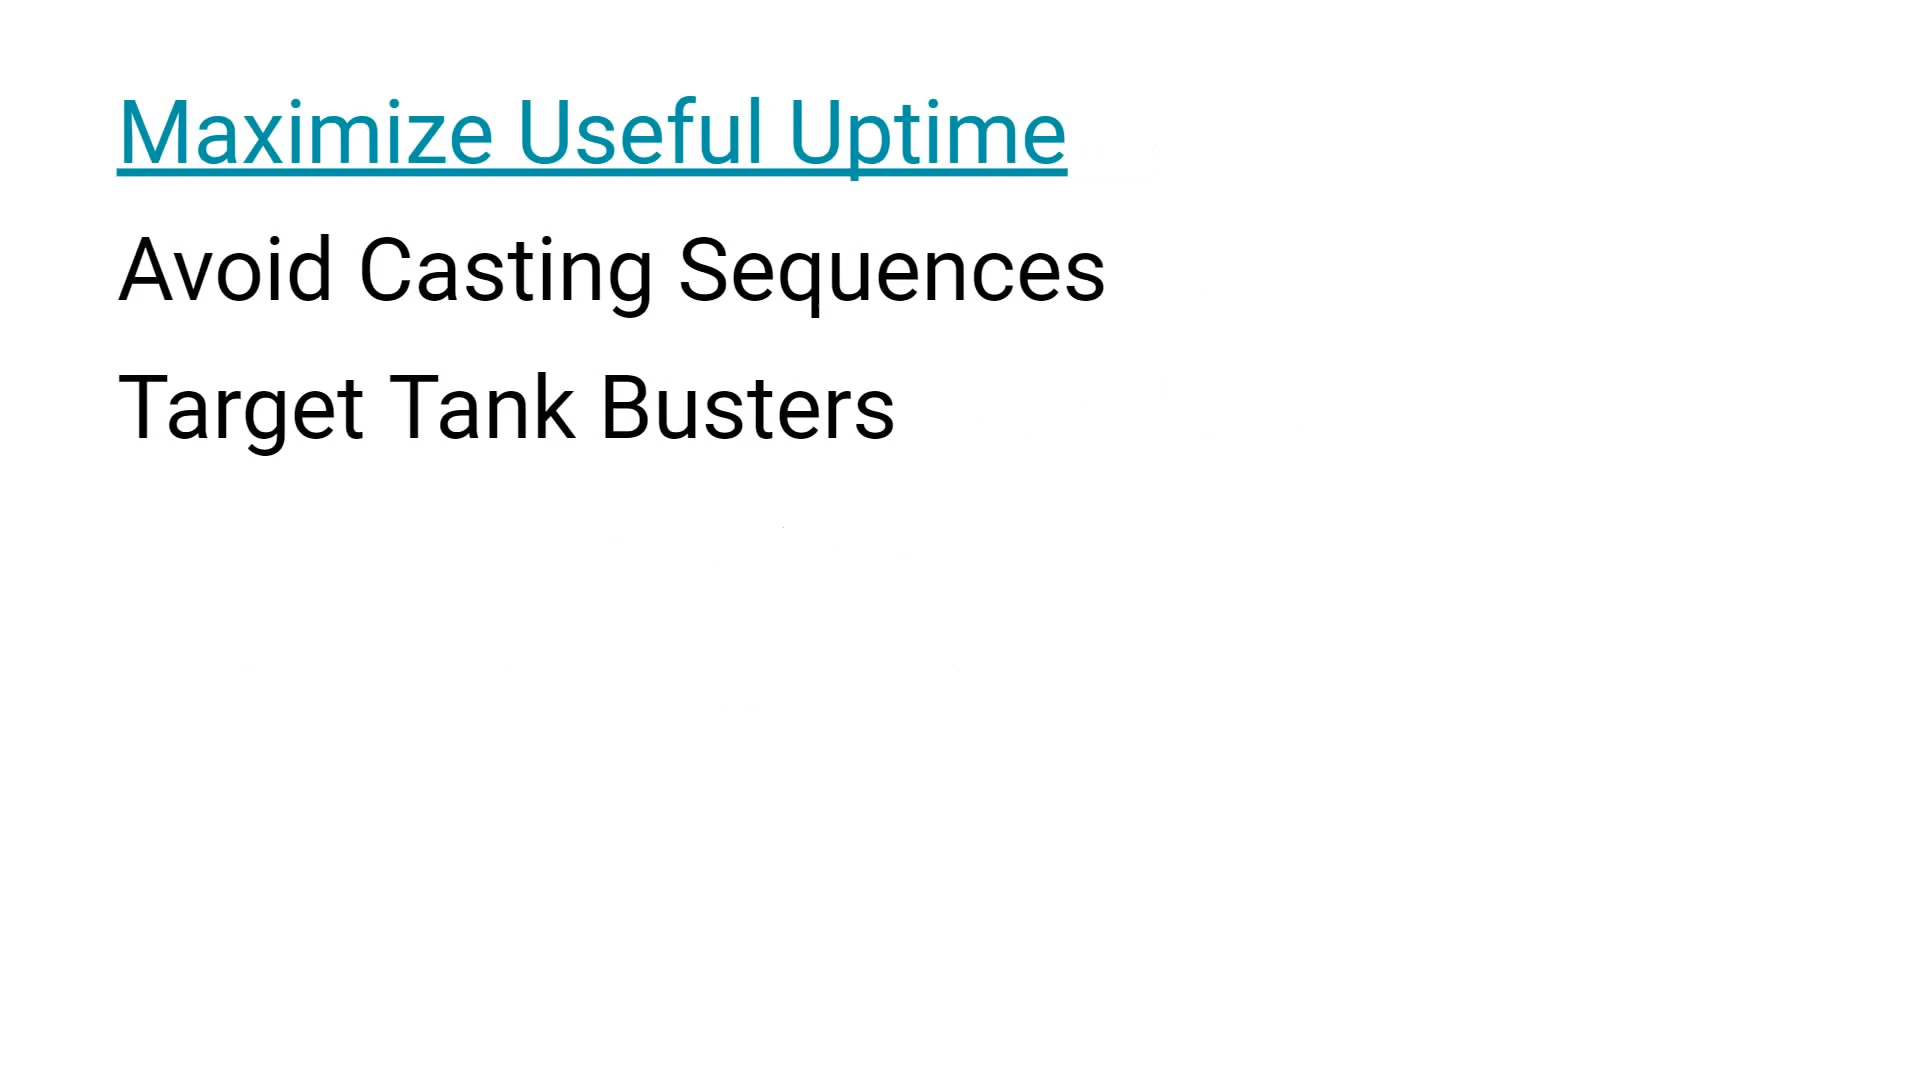 Maximize Useful Uptime
Avoid Casting Sequences
Target Tank Busters